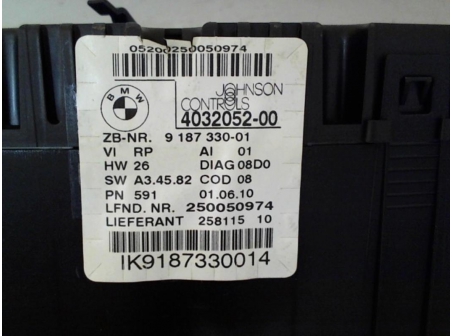 05200250050974
BMW
JOHNSON
CONTROLS
4032052-00
ZB-NR. 9 187 330-01
VI RP AI 01
HW 26 DIAG 08D0
SW A3.45.82 COD 08
PN 591 01.06.10
LFND. NR. 250050974
LIEFERANT 258115 10
IK9187330014